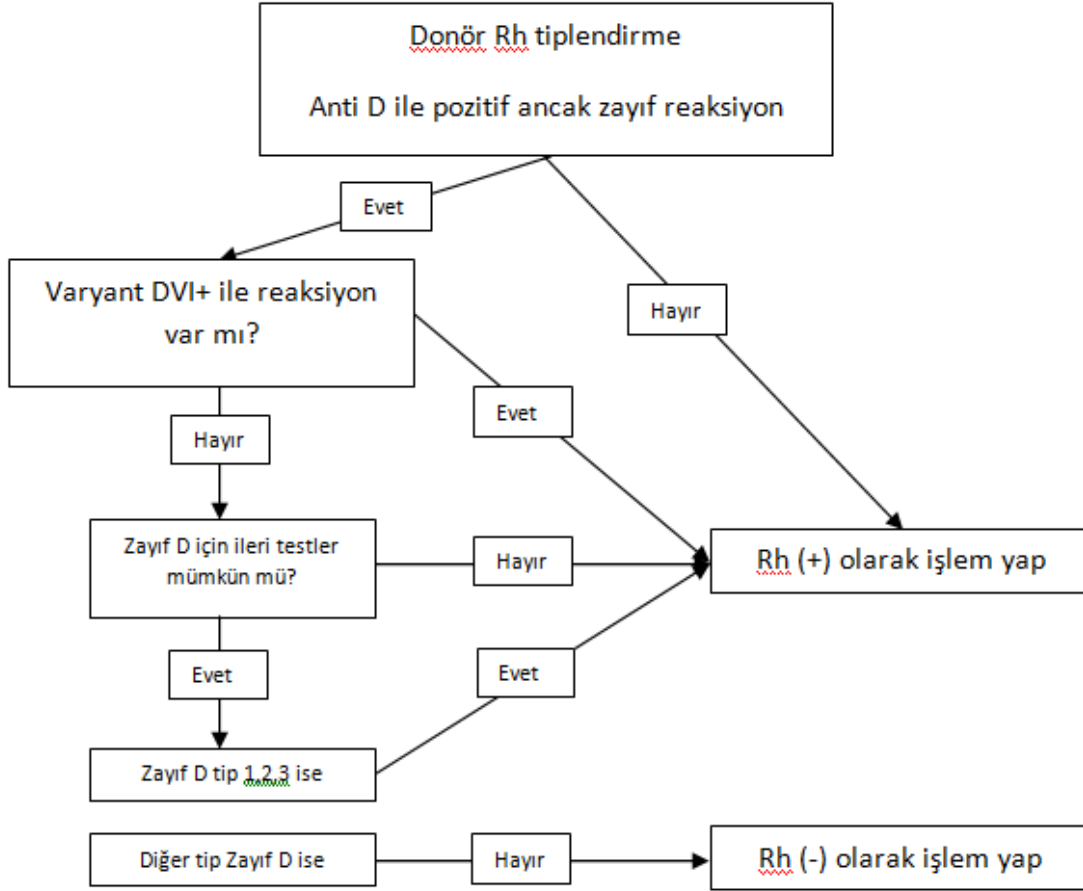 Donör Rh tiplendirme
Anti D ile pozitif ancak zayıf reaksiyon
Evet
Varyant DVI+ ile reaksiyon
var mı?
Hayır
Evet
Hayır
Zayıf D için ileri testler
mümkün mü?
Hayır
Rh (+) olarak işlem yap
Evet
Evet
Zayıf D tip 1,2,3 ise
Diğer tip Zayıf D ise
Hayır
Rh (-) olarak işlem yap